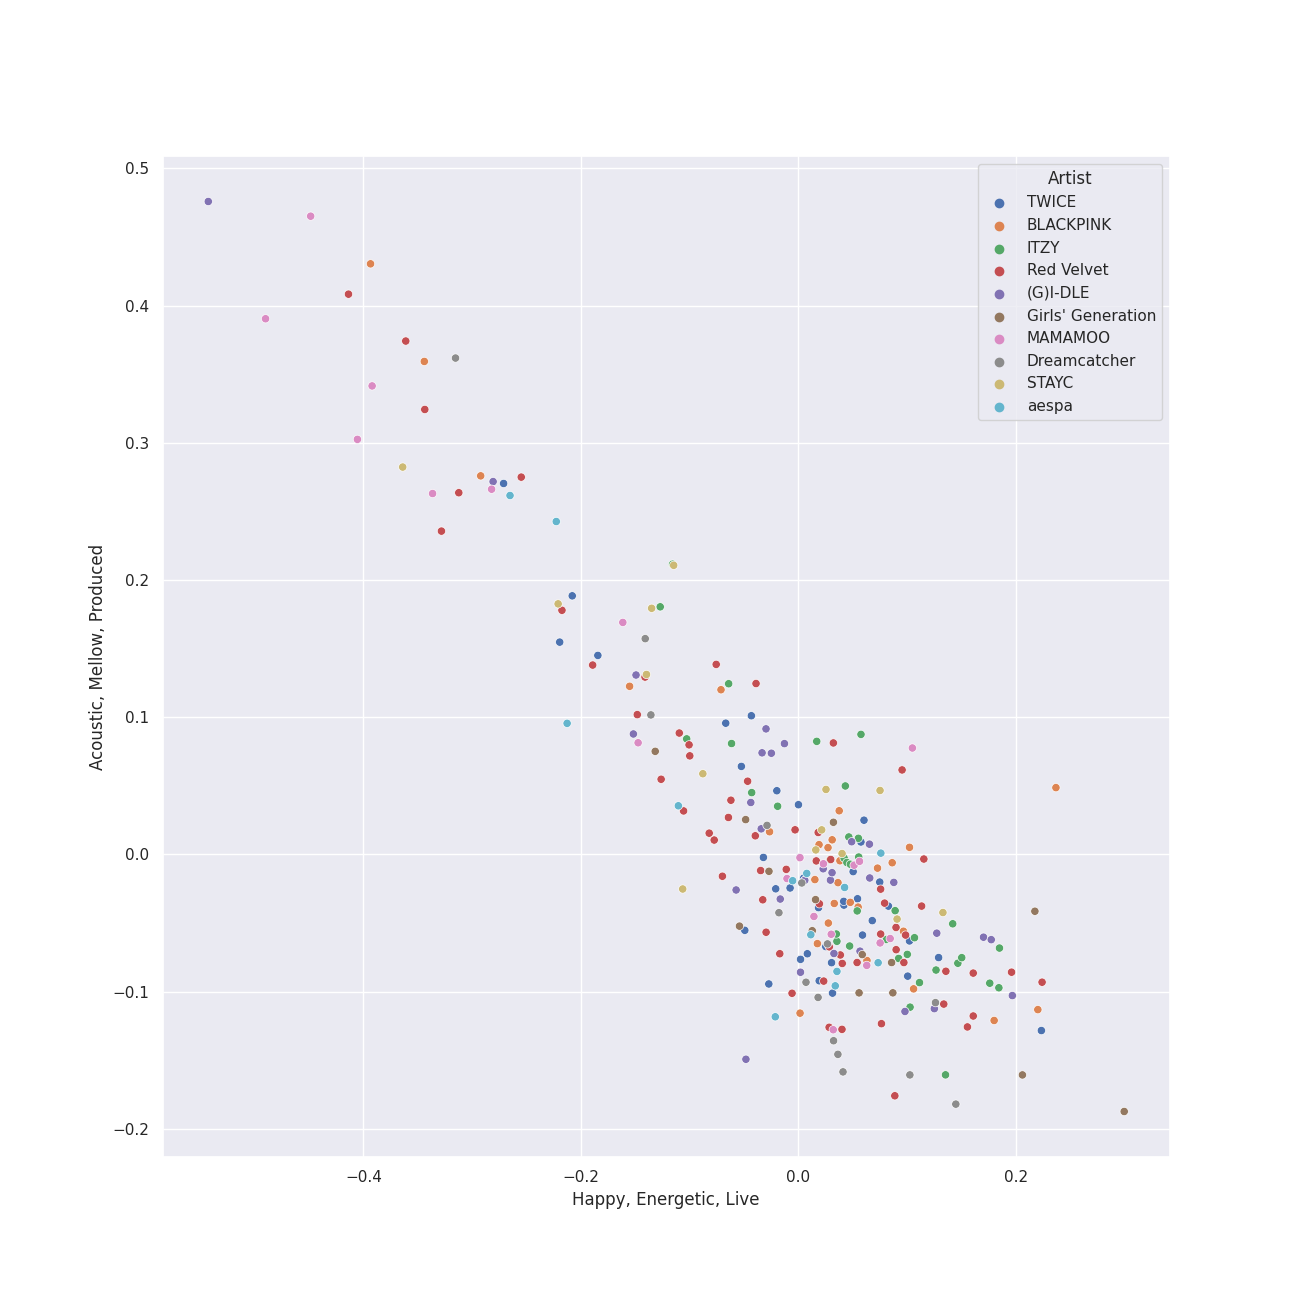 Artist
TWICE
BLACKPINK
ITZY
Red Velvet
(G)I-DLE
Girls' Generation
MAMAMOO
Dreamcatcher
STAYC
aespa
0.5
0.4
0.3
0.2
0.1
0.0
−0.1
−0.2
Acoustic, Mellow, Produced
−0.4
−0.2
0.0
0.2
Happy, Energetic, Live